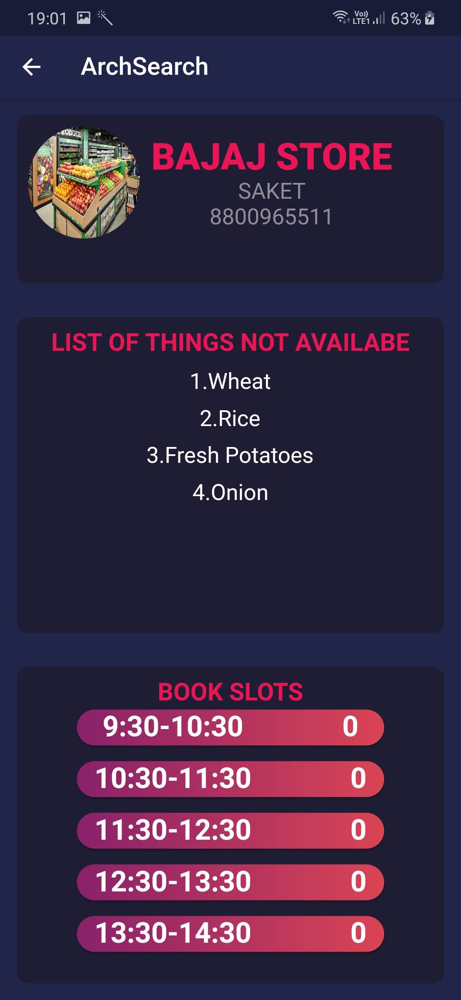 19:01 Vo)) LTE1 63%
ArchSearch
RODUCE
BAJAJ STORE
SAKET
8800965511
LIST OF THINGS NOT AVAILABE
1.Wheat
2.Rice
3.Fresh Potatoes
4.Onion
BOOK SLOTS
9:30-10:30 0
10:30-11:30 0
11:30-12:30 0
12:30-13:30 0
13:30-14:30 0